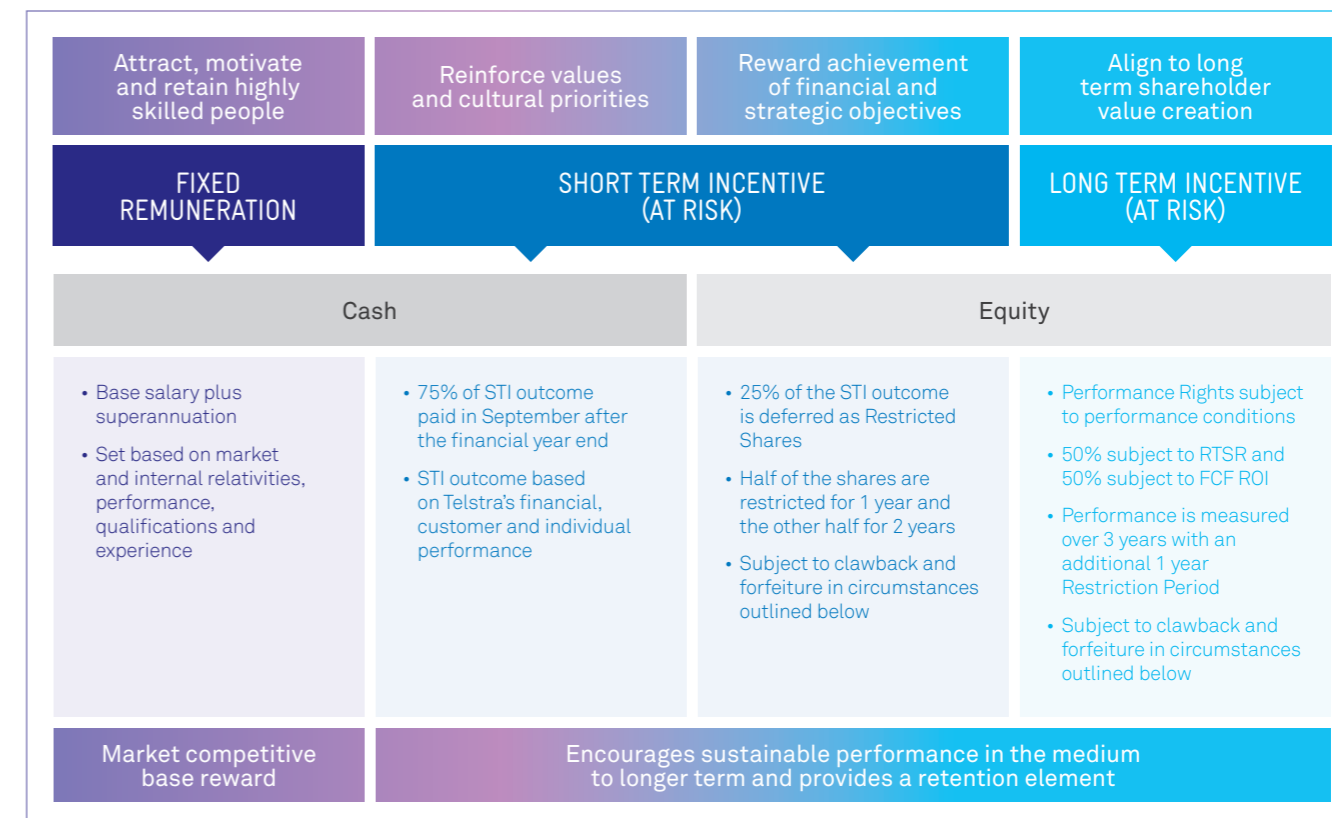 Attract, motivate
and retain highly
skilled people
Reinforce values
and cultural priorities
Reward achievement
of financial and
strategic objectives
Align to long
term shareholder
value creation
FIXED
REMUNERATION
SHORT TERM INCENTIVE
(AT RISK)
LONG TERM INCENTIVE
(AT RISK)
Cash
Equity
• Base salary plus
superannuation
• Set based on market
and internal relativities,
performance,
qualifications and
experience
• 75% of STI outcome
paid in September after
the financial year end
• STI outcome based
on Telstra’s financial,
customer and individual
performance
• 25% of the STI outcome
is deferred as Restricted
Shares
• Half of the shares are
restricted for 1 year and
the other half for 2 years
• Subject to clawback and
forfeiture in circumstances
outlined below
• Performance Rights subject
to performance conditions
• 50% subject to RTSR and
50% subject to FCF ROI
• Performance is measured
over 3 years with an
additional 1 year
Restriction Period
• Subject to clawback and
forfeiture in circumstances
outlined below
Market competitive
base reward
Encourages sustainable performance in the medium
to longer term and provides a retention element